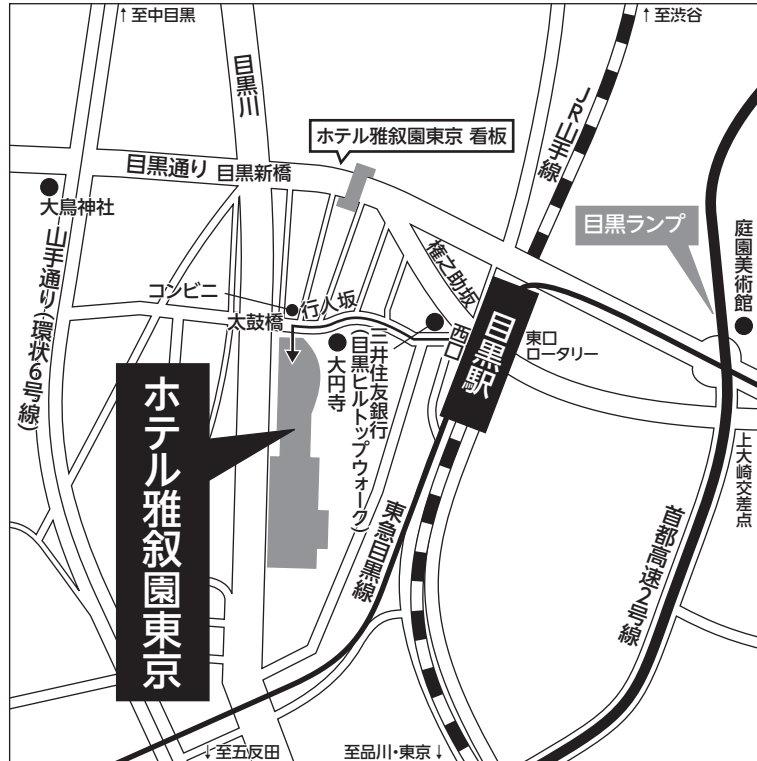 ↑至中目黒
↑至渋谷
目黒川
JR山手線
ホテル雅叙園東京 看板
目黒通り
目黒新橋
大鳥神社
目黒ランプ
庭園美術館
山手通り(環状6号線)
権之助坂
コンビニ
行人坂
太鼓橋
西口
目黒駅
東口
ロータリー
大円寺
三井住友銀行
(目黒ヒルトップウォーク)
ホテル雅叙園東京
上大崎交差点
東急目黒線
首都高速2号線
↓至五反田
至品川・東京↓